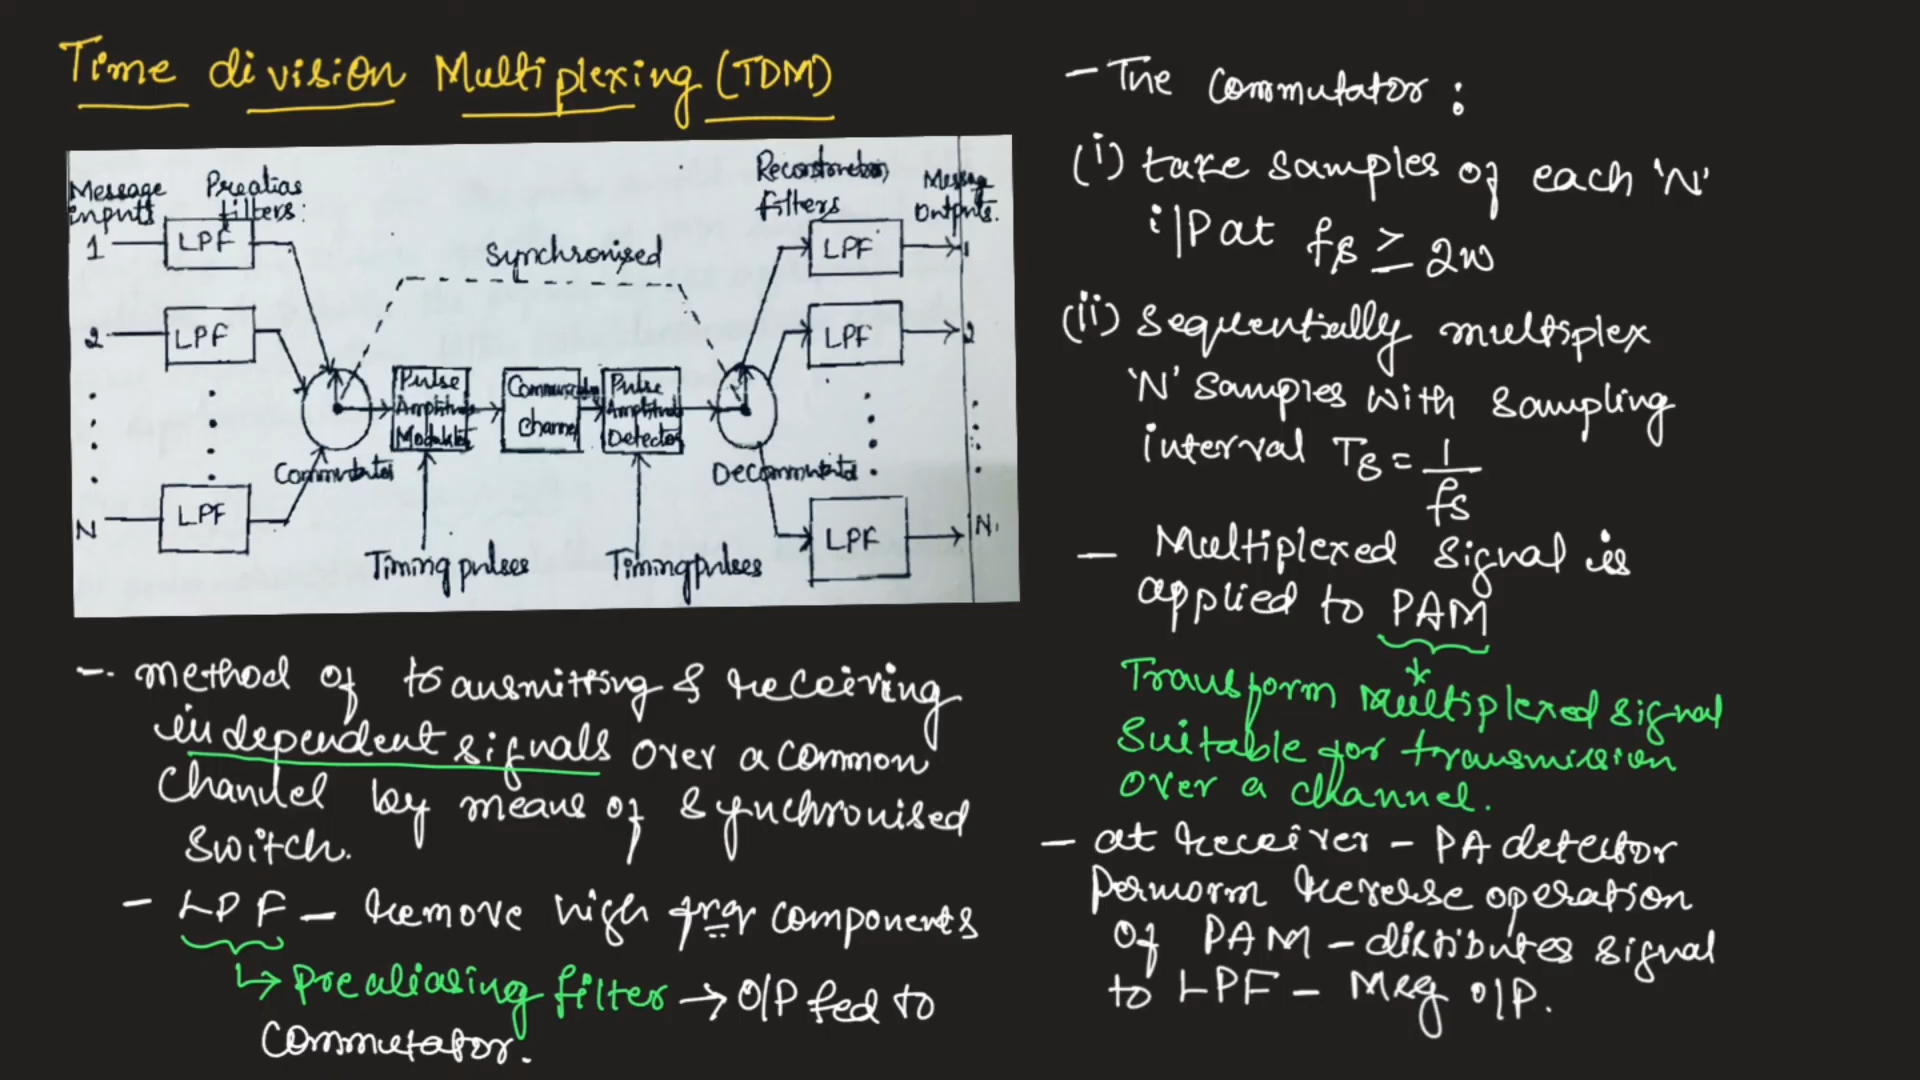 Time division Multiplexing (TDM)
Message inputs
Prealias filters:
Reconstruction filters
Message Outputs.
1
LPF
Synchronised
LPF
1
2
LPF
LPF
2
Pulse Amplitude Modulator
Communication Channel
Pulse Amplitude Detector
Commutator
Decommutator
N
LPF
LPF
N.
Timing pulses
Timing pulses
- method of transmitting & receiving
independent signals over a common
channel by means of synchronised
switch.
- LPF - remove high freq components
↳ prealiasing filter → O/P fed to
commutator.
- The commutator :
(i) take samples of each 'N'
i/P at fs ≥ 2w
(ii) sequentially multiplex
'N' samples with sampling
interval Ts = 1/fs
- Multiplexed signal is
applied to PAM
*
Transform multiplexed signal
suitable for transmission
over a channel.
- at receiver - PA detector
perworm reverse operation
of PAM - distributes signal
to LPF - Msg o/P.